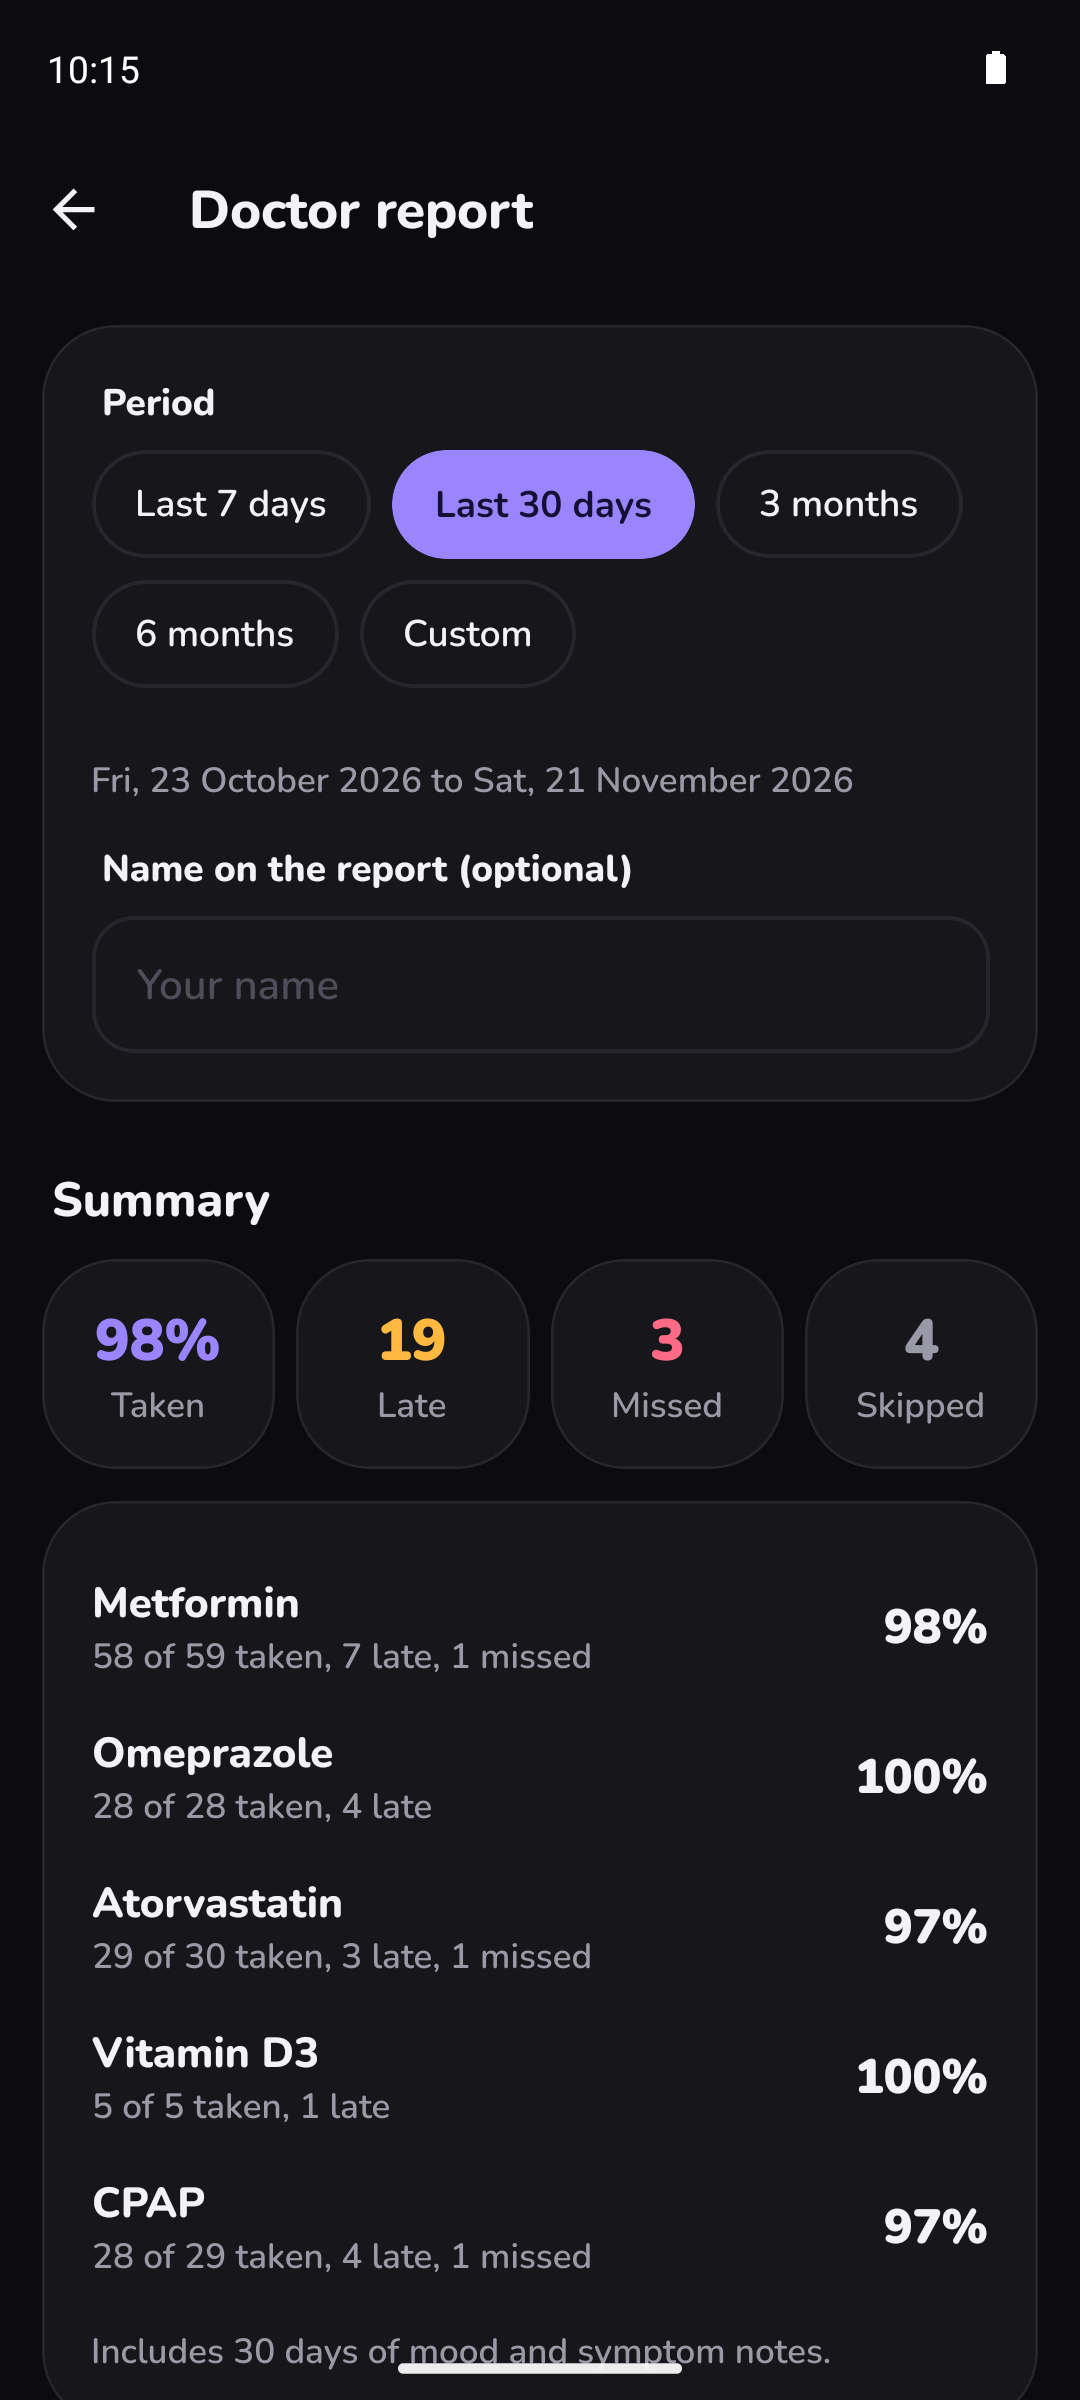 10:15
Doctor report
Period
Last 7 days
Last 30 days
3 months
6 months
Custom
Fri, 23 October 2026 to Sat, 21 November 2026
Name on the report (optional)
Your name
Summary
98%
Taken
19
Late
3
Missed
4
Skipped
Metformin
58 of 59 taken, 7 late, 1 missed
98%
Omeprazole
28 of 28 taken, 4 late
100%
Atorvastatin
29 of 30 taken, 3 late, 1 missed
97%
Vitamin D3
5 of 5 taken, 1 late
100%
CPAP
28 of 29 taken, 4 late, 1 missed
97%
Includes 30 days of mood and symptom notes.